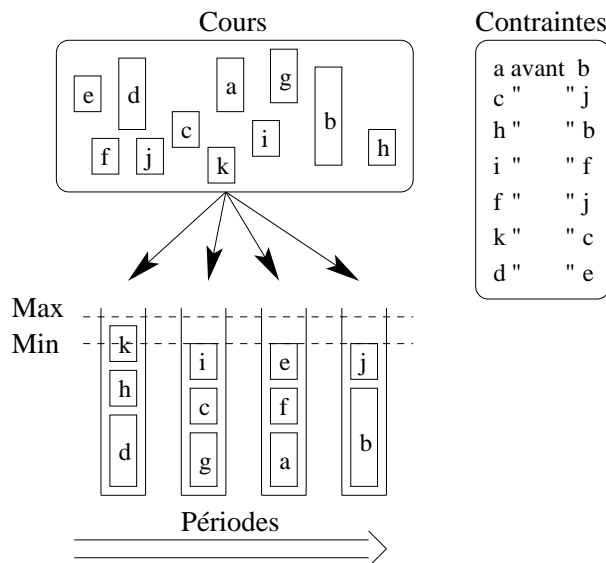 Cours
e
d
a
g
b
c
i
f
j
k
h
Contraintes
a avant b
c " " j
h " " b
i " " f
f " " j
k " " c
d " " e
Max
Min
k
h
d
i
c
g
e
f
a
j
b
Périodes